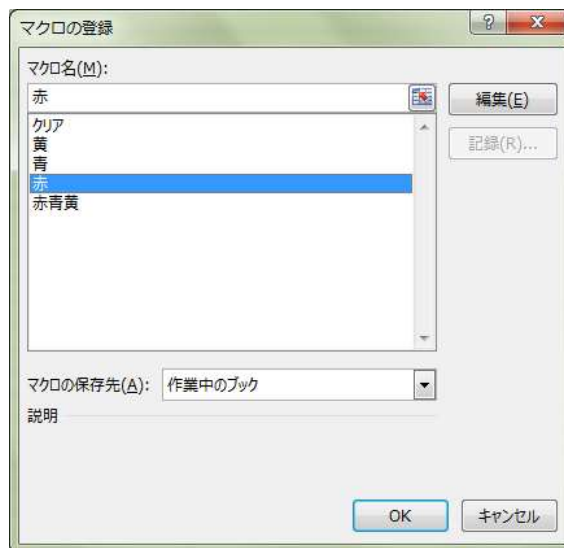 マクロの登録
マクロ名(M):
赤
編集(E)
記録(R)...
クリア
黄
青
赤
赤青黄
マクロの保存先(A): 作業中のブック
説明
OK キャンセル